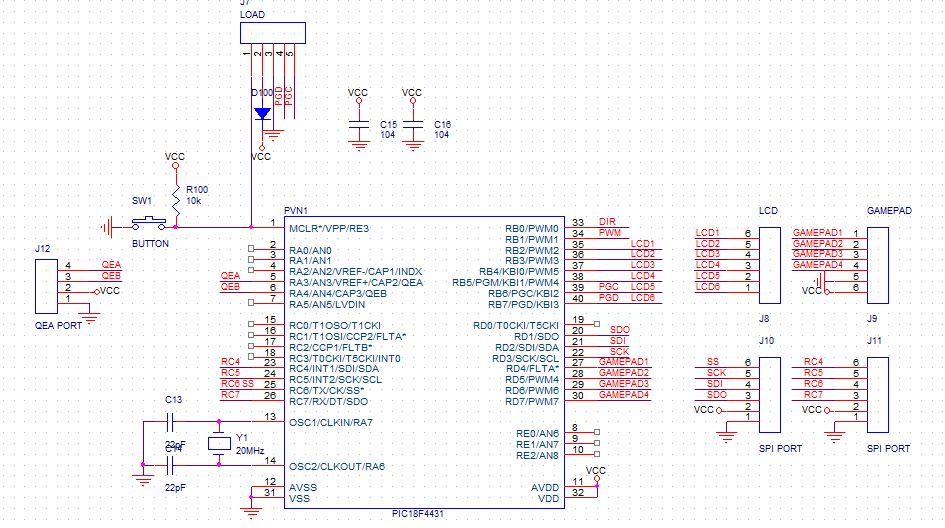 J7
LOAD
1 2 3 4 5
D100 PGD PGC
VCC
VCC VCC
C15 104
C16 104
VCC
R100 10k
SW1
BUTTON
J12
4 QEA
3 QEB
2 VCC
1
QEA PORT
PVN1
1 MCLR*/VPP/RE3
2 RA0/AN0
3 RA1/AN1
4 RA2/AN2/VREF-/CAP1/INDX
QEA 5 RA3/AN3/VREF+/CAP2/QEA
QEB 6 RA4/AN4/CAP3/QEB
7 RA5/AN5/LVDIN
15 RC0/T1OSO/T1CKI
16 RC1/T1OSI/CCP2/FLTA*
17 RC2/CCP1/FLTB*
18 RC3/T0CKI/T5CKI/INT0
RC4 23 RC4/INT1/SDI/SDA
RC5 24 RC5/INT2/SCK/SCL
RC6 SS 25 RC6/TX/CK/SS*
RC7 26 RC7/RX/DT/SDO
13 OSC1/CLKIN/RA7
14 OSC2/CLKOUT/RA6
12 AVSS
31 VSS
RB0/PWM0 33 DIR
RB1/PWM1 34 PWM
RB2/PWM2 35 LCD1
RB3/PWM3 36 LCD2
RB4/KBI0/PWM5 37 LCD3
RB5/PGM/KBI1/PWM4 38 LCD4
RB6/PGC/KBI2 39 PGC LCD5
RB7/PGD/KBI3 40 PGD LCD6
RD0/T0CKI/T5CKI 19
RD1/SDO 20 SDO
RD2/SDI/SDA 21 SDI
RD3/SCK/SCL 22 SCK
RD4/FLTA* 27 GAMEPAD1
RD5/PWM4 28 GAMEPAD2
RD6/PWM6 29 GAMEPAD3
RD7/PWM7 30 GAMEPAD4
RE0/AN6 8
RE1/AN7 9
RE2/AN8 10
VCC
AVDD 11
VDD 32
PIC18F4431
C13
22pF
C14
22pF
Y1
20MHz
LCD
LCD1 6
LCD2 5
LCD3 4
LCD4 3
LCD5 2
LCD6 1
J8
GAMEPAD
GAMEPAD1 1
GAMEPAD2 2
GAMEPAD3 3
GAMEPAD4 4
5
VCC 6
J9
J10
SS 6
SCK 5
SDI 4
SDO 3
VCC 2
1
SPI PORT
J11
RC4 6
RC5 5
RC6 4
RC7 3
VCC 2
1
SPI PORT